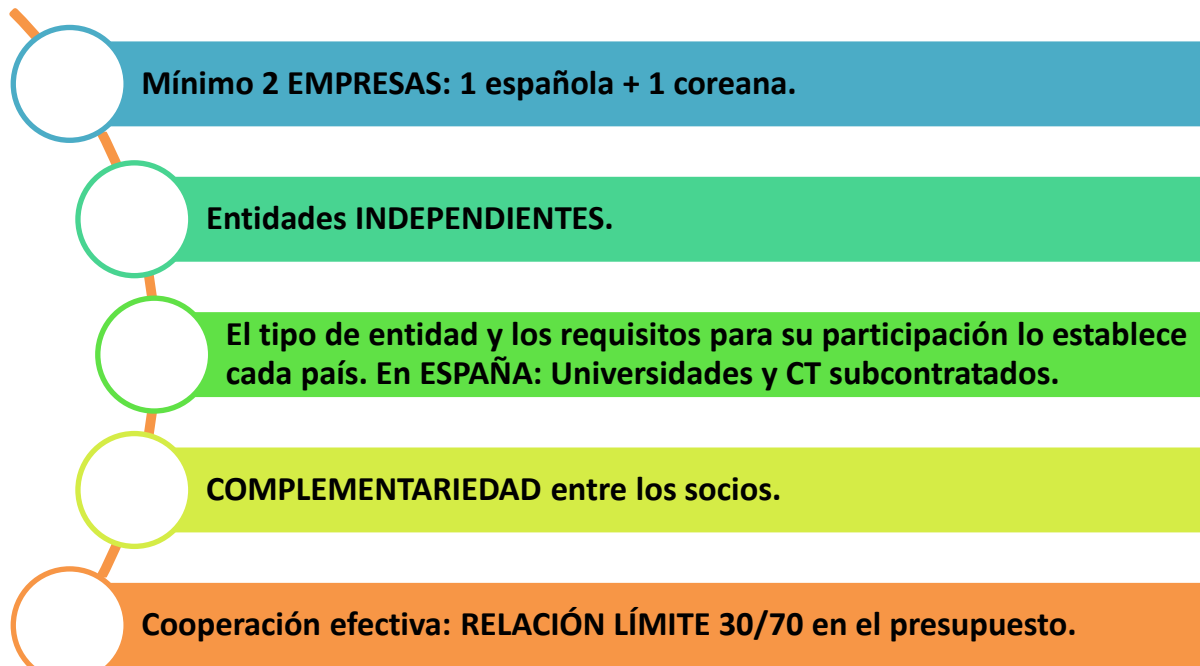 Mínimo 2 EMPRESAS: 1 española + 1 coreana.
Entidades INDEPENDIENTES.
El tipo de entidad y los requisitos para su participación lo establece
cada país. En ESPAÑA: Universidades y CT subcontratados.
COMPLEMENTARIEDAD entre los socios.
Cooperación efectiva: RELACIÓN LÍMITE 30/70 en el presupuesto.